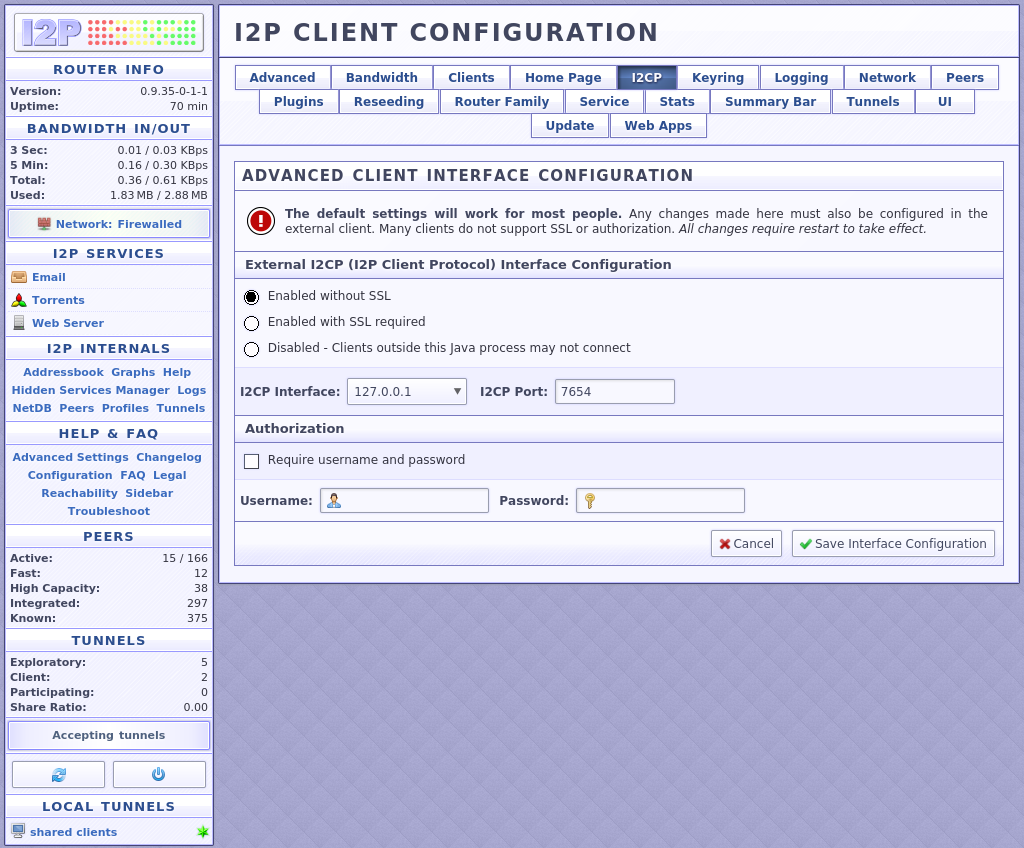 I2P
ROUTER INFO
Version: 0.9.35-0-1-1
Uptime: 70 min
BANDWIDTH IN/OUT
3 Sec: 0.01 / 0.03 KBps
5 Min: 0.16 / 0.30 KBps
Total: 0.36 / 0.61 KBps
Used: 1.83 MB / 2.88 MB
Network: Firewalled
I2P SERVICES
Email
Torrents
Web Server
I2P INTERNALS
Addressbook Graphs Help
Hidden Services Manager Logs
NetDB Peers Profiles Tunnels
HELP & FAQ
Advanced Settings Changelog
Configuration FAQ Legal
Reachability Sidebar
Troubleshoot
PEERS
Active: 15 / 166
Fast: 12
High Capacity: 38
Integrated: 297
Known: 375
TUNNELS
Exploratory: 5
Client: 2
Participating: 0
Share Ratio: 0.00
Accepting tunnels
LOCAL TUNNELS
shared clients
I2P CLIENT CONFIGURATION
Advanced Bandwidth Clients Home Page I2CP Keyring Logging Network Peers
Plugins Reseeding Router Family Service Stats Summary Bar Tunnels UI
Update Web Apps
ADVANCED CLIENT INTERFACE CONFIGURATION
The default settings will work for most people. Any changes made here must also be configured in the
external client. Many clients do not support SSL or authorization. All changes require restart to take effect.
External I2CP (I2P Client Protocol) Interface Configuration
Enabled without SSL
Enabled with SSL required
Disabled - Clients outside this Java process may not connect
I2CP Interface: 127.0.0.1 I2CP Port: 7654
Authorization
Require username and password
Username: Password:
Cancel Save Interface Configuration